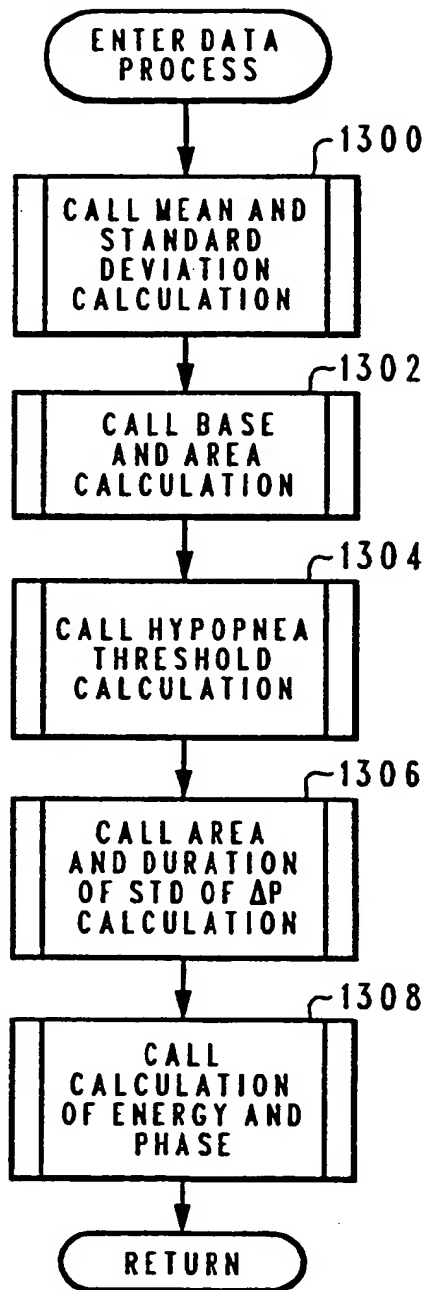 ENTER DATA
PROCESS
1300
CALL MEAN AND
STANDARD
DEVIATION
CALCULATION
1302
CALL BASE
AND AREA
CALCULATION
1304
CALL HYPOPNEA
THRESHOLD
CALCULATION
1306
CALL AREA
AND DURATION
OF STD OF ΔP
CALCULATION
1308
CALL
CALCULATION
OF ENERGY AND
PHASE
RETURN